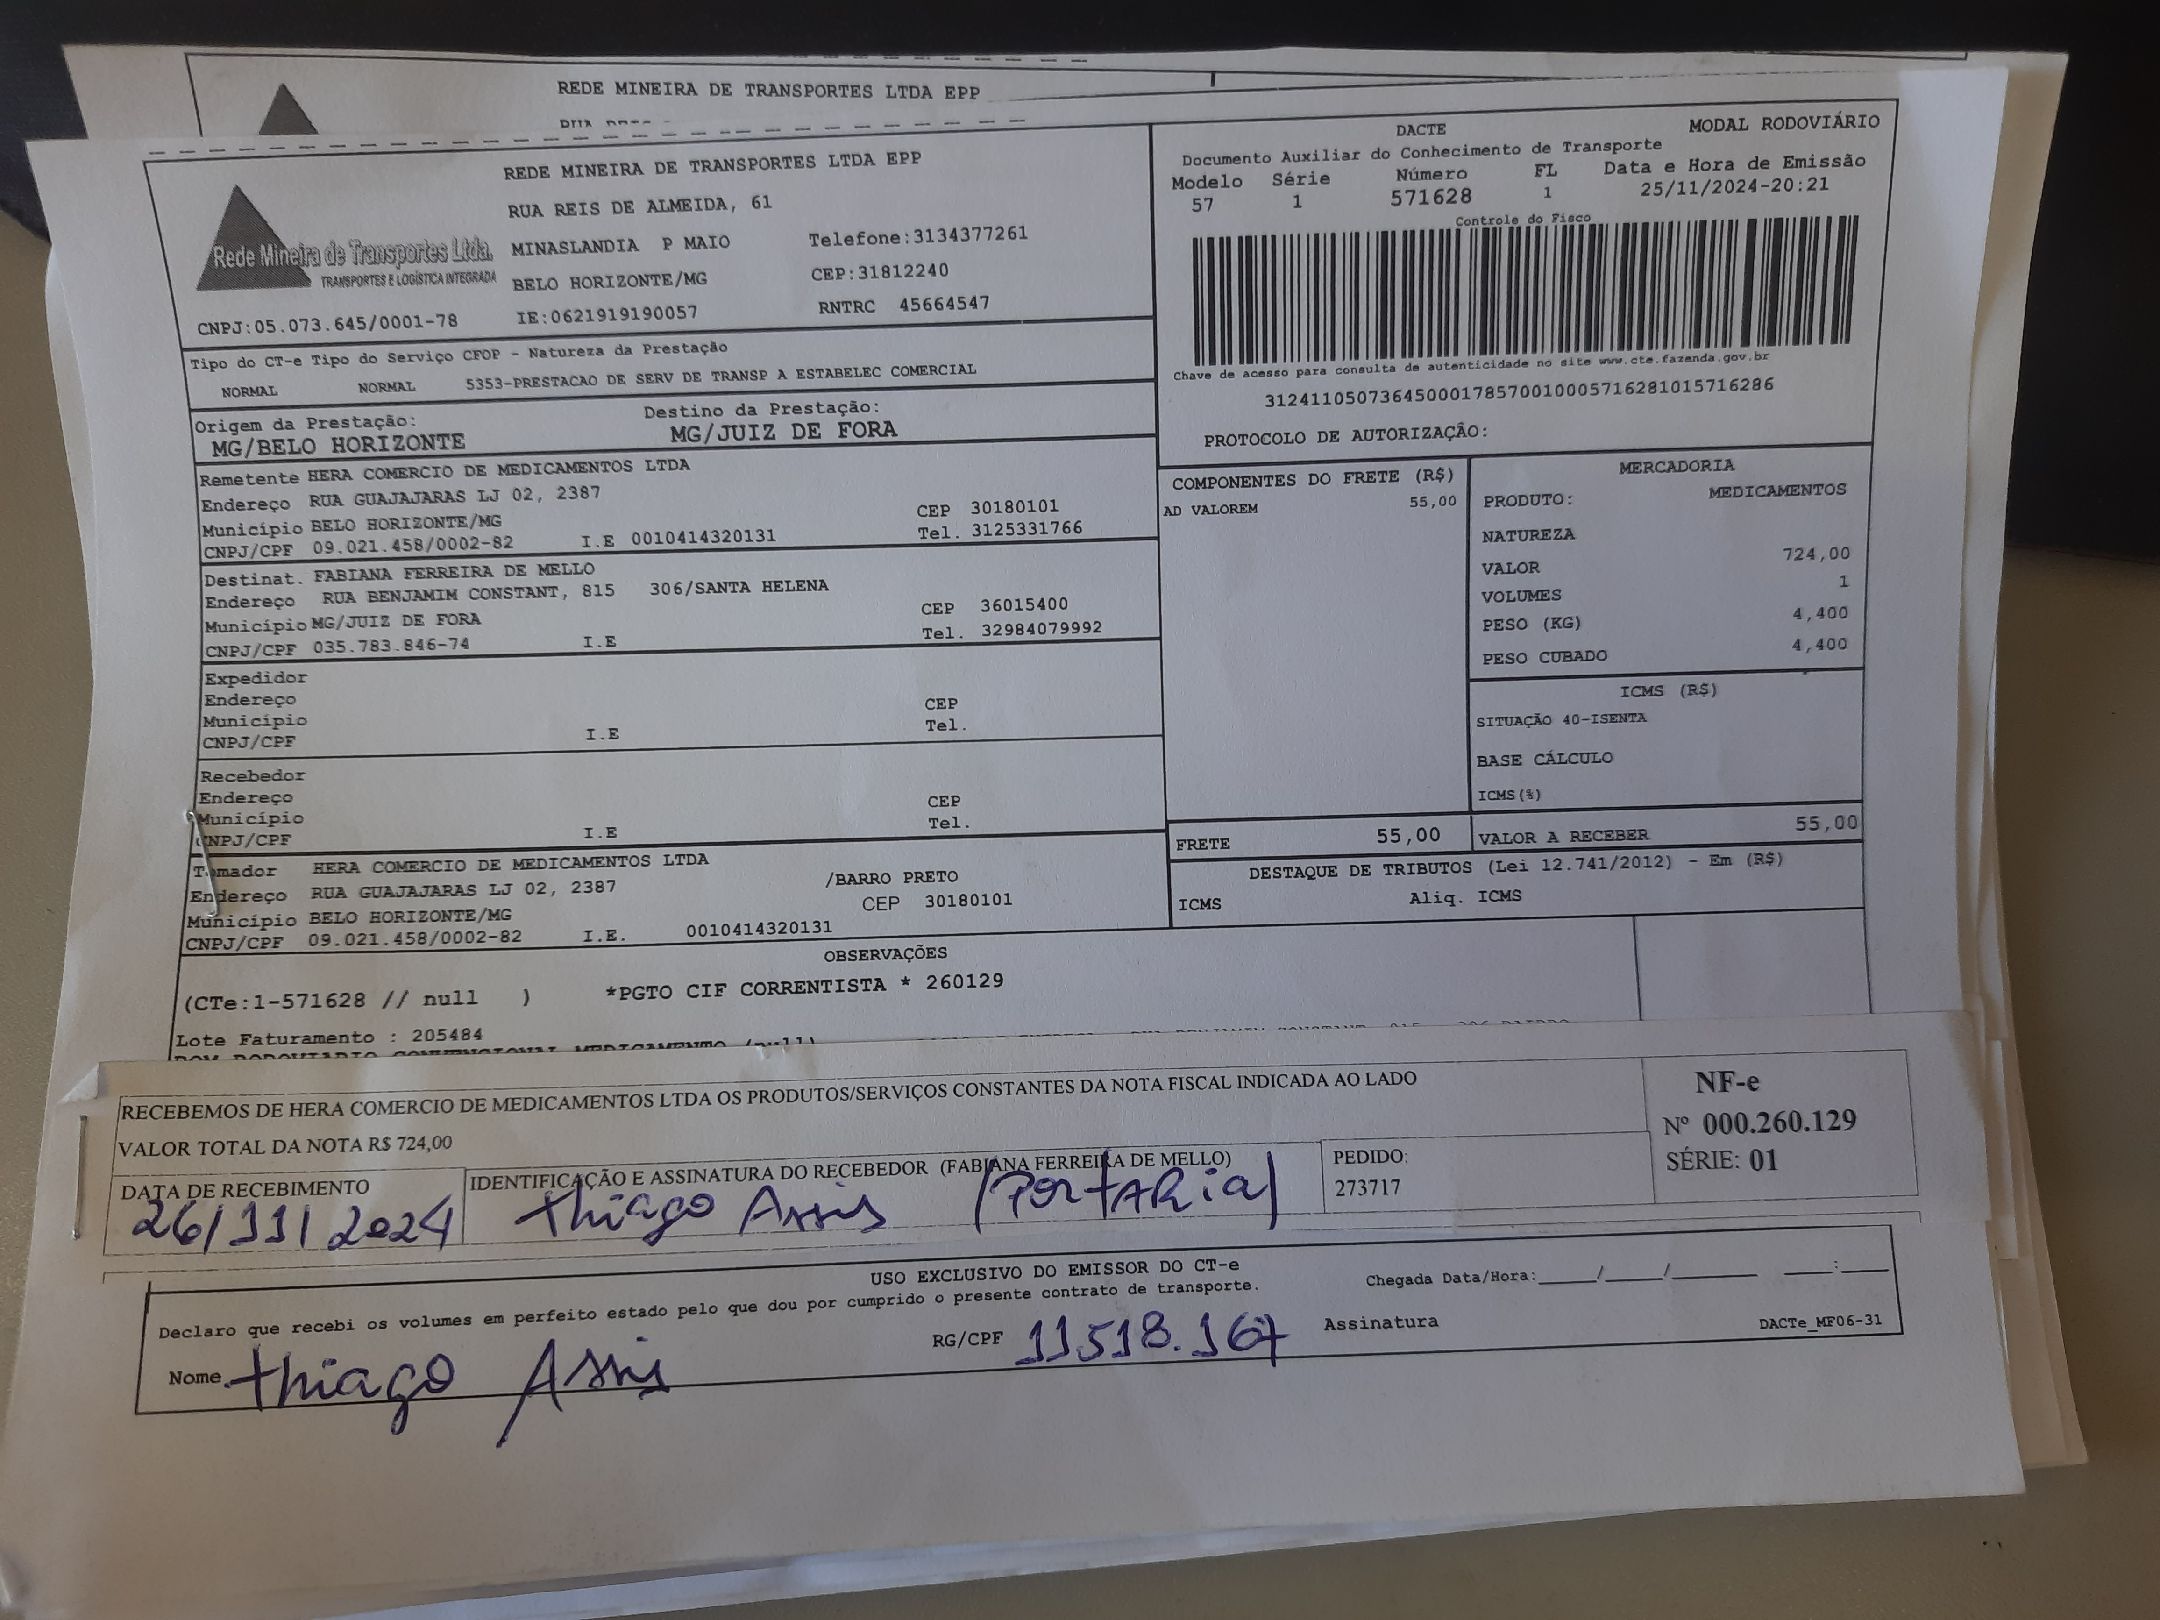 REDE MINEIRA DE TRANSPORTES LTDA EPP
REDE MINEIRA DE TRANSPORTES LTDA EPP
RUA REIS DE ALMEIDA, 61
MINASLANDIA P MAIO Telefone:3134377261
BELO HORIZONTE/MG CEP:31812240
Rede Mineira de Transportes Ltda.
TRANSPORTES E LOGÍSTICA INTEGRADA
CNPJ:05.073.645/0001-78 IE:0621919190057 RNTRC 45664547
DACTE MODAL RODOVIÁRIO
Documento Auxiliar do Conhecimento de Transporte
Modelo Série Número FL Data e Hora de Emissão
57 1 571628 1 25/11/2024-20:21
Controle do Fisco
Chave de acesso para consulta de autenticidade no site www.cte.fazenda.gov.br
31241105073645000178570010005716281015716286
PROTOCOLO DE AUTORIZAÇÃO:
Tipo do CT-e Tipo do Serviço CFOP - Natureza da Prestação
NORMAL NORMAL 5353-PRESTACAO DE SERV DE TRANSP A ESTABELEC COMERCIAL
Origem da Prestação: Destino da Prestação:
MG/BELO HORIZONTE MG/JUIZ DE FORA
Remetente HERA COMERCIO DE MEDICAMENTOS LTDA
Endereço RUA GUAJAJARAS LJ 02, 2387
Município BELO HORIZONTE/MG CEP 30180101
CNPJ/CPF 09.021.458/0002-82 I.E 0010414320131 Tel. 3125331766
Destinat. FABIANA FERREIRA DE MELLO
Endereço RUA BENJAMIM CONSTANT, 815 306/SANTA HELENA
Município MG/JUIZ DE FORA CEP 36015400
CNPJ/CPF 035.783.846-74 I.E Tel. 32984079992
Expedidor
Endereço
Município CEP
CNPJ/CPF I.E Tel.
Recebedor
Endereço
Município CEP
CNPJ/CPF I.E Tel.
Tomador HERA COMERCIO DE MEDICAMENTOS LTDA
Endereço RUA GUAJAJARAS LJ 02, 2387 /BARRO PRETO
Município BELO HORIZONTE/MG CEP 30180101
CNPJ/CPF 09.021.458/0002-82 I.E. 0010414320131
COMPONENTES DO FRETE (R$)
AD VALOREM 55,00
MERCADORIA
PRODUTO: MEDICAMENTOS
NATUREZA
VALOR 724,00
VOLUMES 1
PESO (KG) 4,400
PESO CUBADO 4,400
ICMS (R$)
SITUAÇÃO 40-ISENTA
BASE CÁLCULO
ICMS(%)
FRETE 55,00 VALOR A RECEBER 55,00
DESTAQUE DE TRIBUTOS (Lei 12.741/2012) - Em (R$)
ICMS Aliq. ICMS
OBSERVAÇÕES
(CTe:1-571628 // null ) *PGTO CIF CORRENTISTA * 260129
Lote Faturamento : 205484
RECEBEMOS DE HERA COMERCIO DE MEDICAMENTOS LTDA OS PRODUTOS/SERVIÇOS CONSTANTES DA NOTA FISCAL INDICADA AO LADO
VALOR TOTAL DA NOTA R$ 724,00
NF-e
Nº 000.260.129
SÉRIE: 01
DATA DE RECEBIMENTO IDENTIFICAÇÃO E ASSINATURA DO RECEBEDOR (FABIANA FERREIRA DE MELLO) PEDIDO:
26/11/2024 Thiago Assis (PORTARIA) 273717
USO EXCLUSIVO DO EMISSOR DO CT-e Chegada Data/Hora:_____/_____/_______ ____:____
Declaro que recebi os volumes em perfeito estado pelo que dou por cumprido o presente contrato de transporte.
Nome Thiago Assis RG/CPF 11518.167 Assinatura DACTe_MF06-31